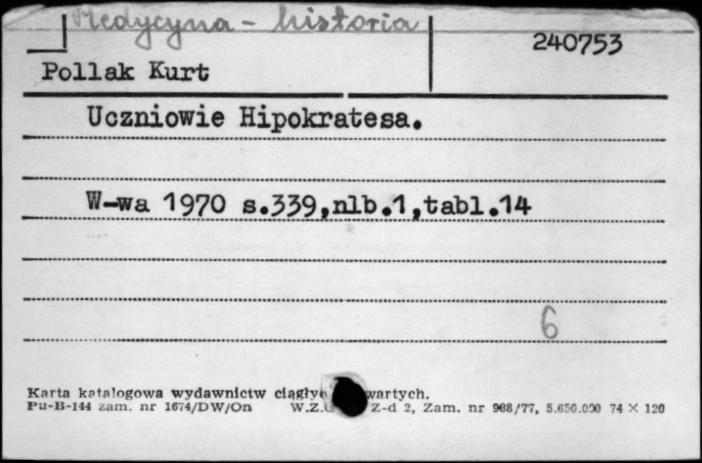 Medycyna - historia
240753
Pollak Kurt
Uczniowie Hipokratesa.
W-wa 1970 s.339,nlb.1,tabl.14
6
Karta katalogowa wydawnictw ciągły wartych.
Pu-B-144 zam. nr 1674/DW/On W.Z. Z-d 2, Zam. nr 908/77, 5.650.000 74 × 120